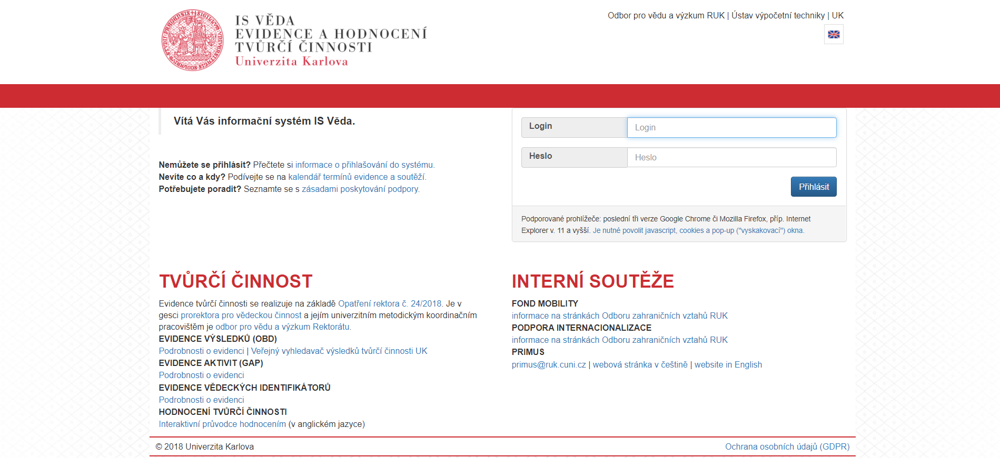 IS VĚDA
EVIDENCE A HODNOCENÍ
TVŮRČÍ ČINNOSTI
Univerzita Karlova
Odbor pro vědu a výzkum RUK | Ústav výpočetní techniky | UK
Vítá Vás informační systém IS Věda.
Nemůžete se přihlásit? Přečtete si informace o přihlašování do systému.
Nevíte co a kdy? Podívejte se na kalendář termínů evidence a soutěží.
Potřebujete poradit? Seznamte se s zásadami poskytování podpory.
Login
Login
Heslo
Heslo
Přihlásit
Podporované prohlížeče: poslední tři verze Google Chrome či Mozilla Firefox, příp. Internet
Explorer v. 11 a vyšší. Je nutné povolit javascript, cookies a pop-up ("vyskakovací") okna.
TVŮRČÍ ČINNOST
Evidence tvůrčí činnosti se realizuje na základě Opatření rektora č. 24/2018. Je v
gesci prorektora pro vědeckou činnost a jejím univerzitním metodickým koordinačním
pracovištěm je odbor pro vědu a výzkum Rektorátu.
EVIDENCE VÝSLEDKŮ (OBD)
Podrobnosti o evidenci | Veřejný vyhledavač výsledků tvůrčí činnosti UK
EVIDENCE AKTIVIT (GAP)
Podrobnosti o evidenci
EVIDENCE VĚDECKÝCH IDENTIFIKÁTORŮ
Podrobnosti o evidenci
HODNOCENÍ TVŮRČÍ ČINNOSTI
Interaktivní průvodce hodnocením (v anglickém jazyce)
INTERNÍ SOUTĚŽE
FOND MOBILITY
informace na stránkách Odboru zahraničních vztahů RUK
PODPORA INTERNACIONALIZACE
informace na stránkách Odboru zahraničních vztahů RUK
PRIMUS
primus@ruk.cuni.cz | webová stránka v češtině | website in English
© 2018 Univerzita Karlova
Ochrana osobních údajů (GDPR)